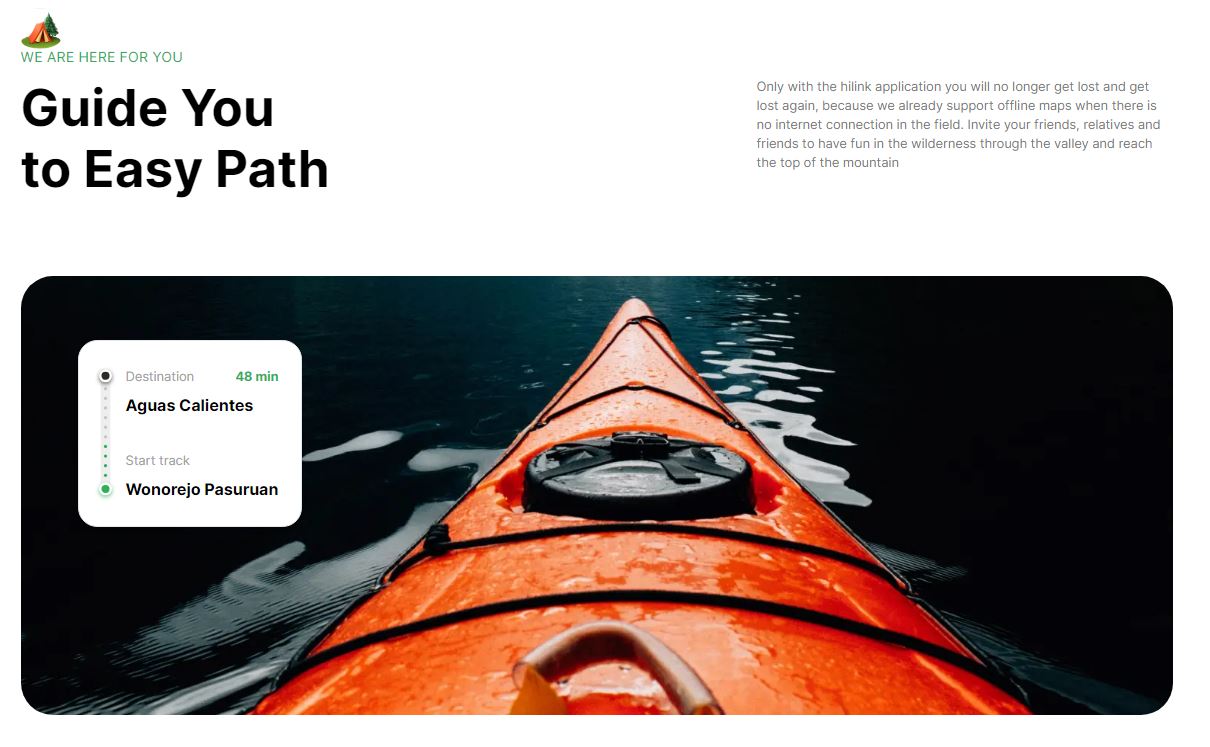 WE ARE HERE FOR YOU
Guide You
to Easy Path
Only with the hilink application you will no longer get lost and get
lost again, because we already support offline maps when there is
no internet connection in the field. Invite your friends, relatives and
friends to have fun in the wilderness through the valley and reach
the top of the mountain
Destination 48 min
Aguas Calientes
Start track
Wonorejo Pasuruan